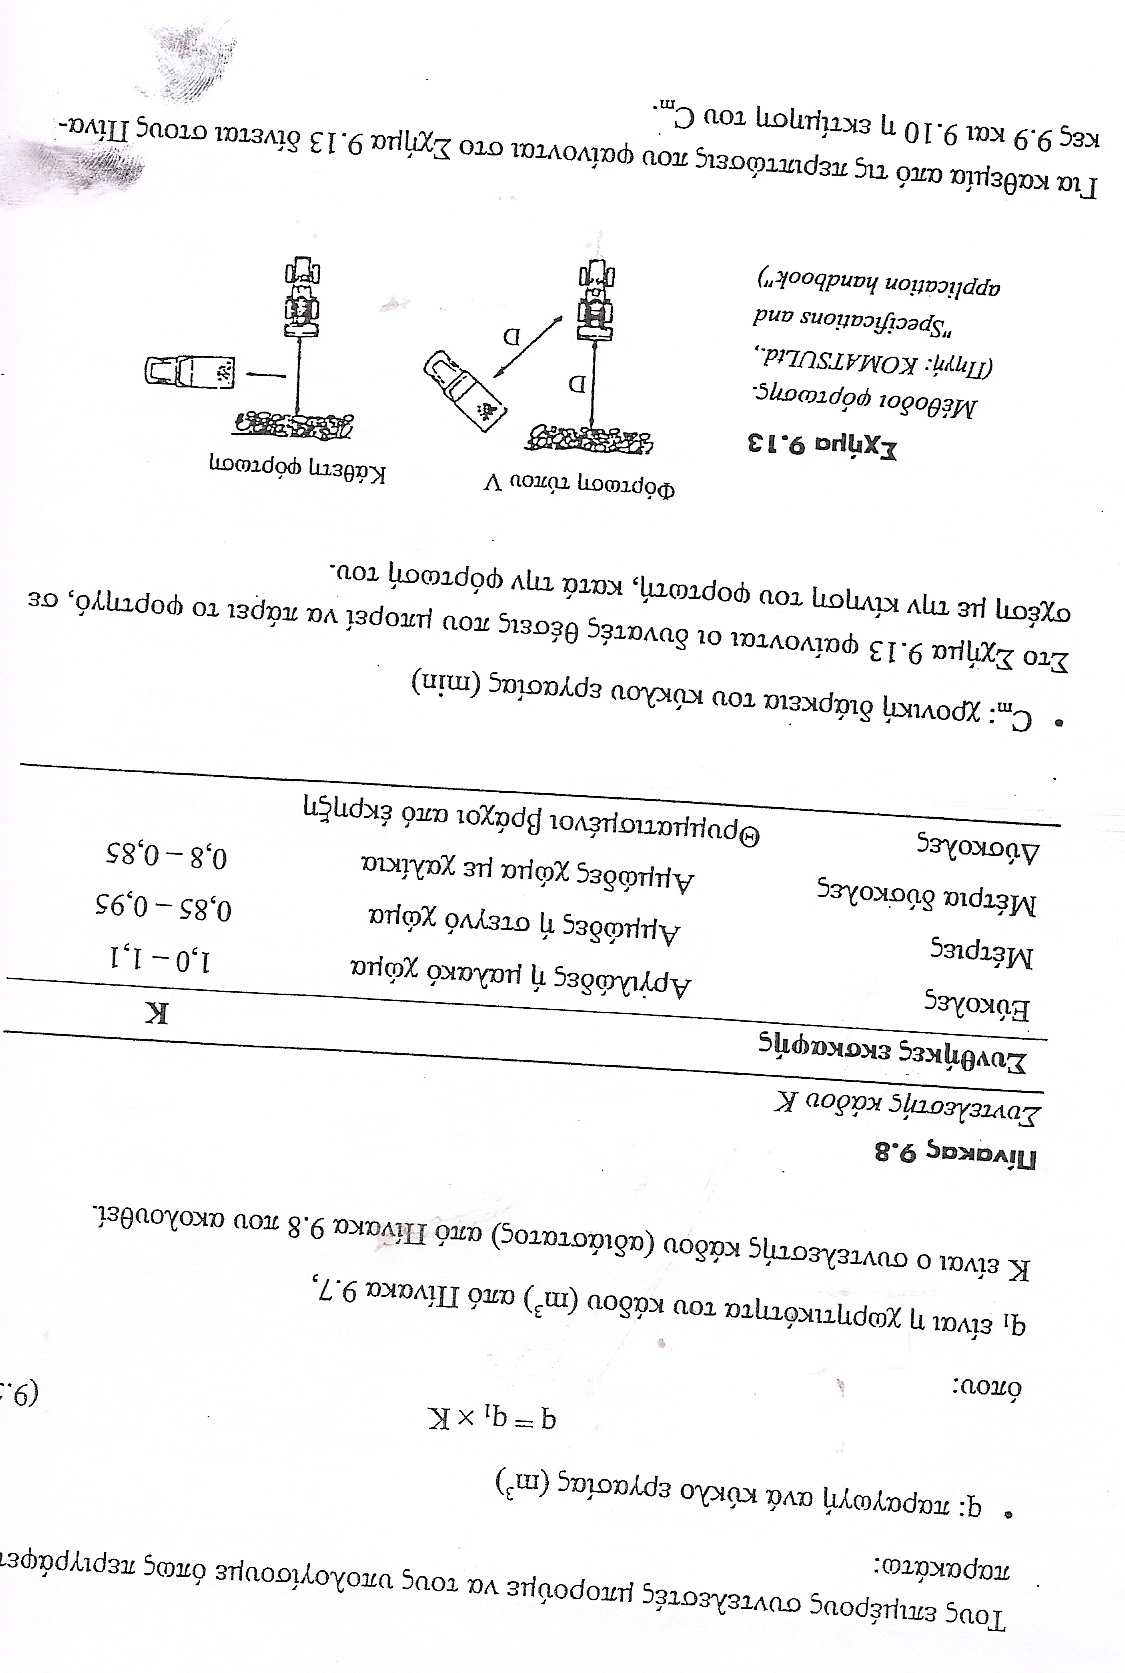 Τους επιμέρους συντελεστές μπορούμε να τους υπολογίσουμε όπως περιγράφει
παρακάτω:
• q: παραγωγή ανά κύκλο εργασίας (m³)
q = q₁ × K (9.
όπου:
q₁ είναι η χωρητικότητα του κάδου (m³) από Πίνακα 9.7,
Κ είναι ο συντελεστής κάδου (αδιάστατος) από Πίνακα 9.8 που ακολουθεί.
Πίνακας 9.8
Συντελεστής κάδου Κ
Συνθήκες εκσκαφής Κ
Εύκολες Αργιλώδες ή μαλακό χώμα 1,0 – 1,1
Μέτριες Αμμώδες ή στεγνό χώμα 0,85 – 0,95
Μέτρια δύσκολες Αμμώδες χώμα με χαλίκια 0,8 – 0,85
Δύσκολες Θρυμματισμένοι βράχοι από έκρηξη
• Cₘ: χρονική διάρκεια του κύκλου εργασίας (min)
Στο Σχήμα 9.13 φαίνονται οι δυνατές θέσεις που μπορεί να πάρει το φορτηγό, σε
σχέση με την κίνηση του φορτωτή, κατά την φόρτωσή του.
Φόρτωση τύπου V
Κάθετη φόρτωση
D
D
Σχήμα 9.13
Μέθοδοι φόρτωσης.
(Πηγή: KOMATSU Ltd.,
"Specifications and
application handbook")
Για καθεμία από τις περιπτώσεις που φαίνονται στο Σχήμα 9.13 δίνεται στους Πίνα-
κες 9.9 και 9.10 η εκτίμηση του Cₘ.